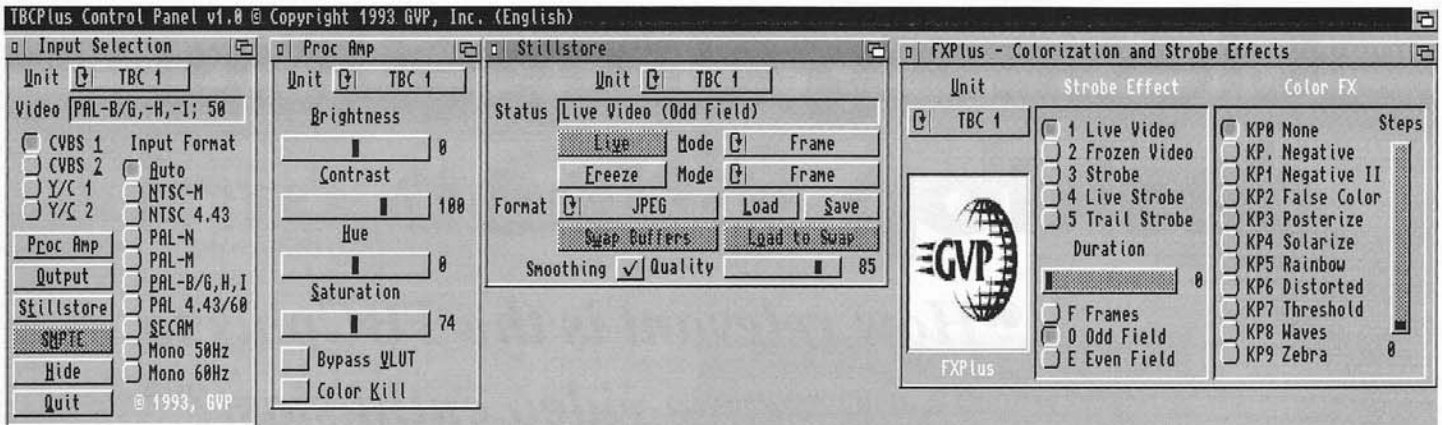 TBCPlus Control Panel v1.0 © Copyright 1993 GVP, Inc. (English)
Input Selection
Unit TBC 1
Video PAL-B/G,-H,-I; 50
CVBS 1
CVBS 2
Y/C 1
Y/C 2
Proc Amp
Output
Stillstore
SMPTE
Hide
Quit
Input Format
Auto
NTSC-M
NTSC 4.43
PAL-N
PAL-M
PAL-B/G,H,I
PAL 4.43/60
SECAM
Mono 50Hz
Mono 60Hz
© 1993, GVP
Proc Amp
Unit TBC 1
Brightness
0
Contrast
100
Hue
0
Saturation
74
Bypass VLUT
Color Kill
Stillstore
Unit TBC 1
Status Live Video (Odd Field)
Live Mode Frame
Freeze Mode Frame
Format JPEG Load Save
Swap Buffers Load to Swap
Smoothing Quality 85
FXPlus - Colorization and Strobe Effects
Unit
TBC 1
GVP
FXPlus
Strobe Effect
1 Live Video
2 Frozen Video
3 Strobe
4 Live Strobe
5 Trail Strobe
Duration
0
F Frames
O Odd Field
E Even Field
Color FX
KP0 None
KP. Negative
KP1 Negative II
KP2 False Color
KP3 Posterize
KP4 Solarize
KP5 Rainbow
KP6 Distorted
KP7 Threshold
KP8 Waves
KP9 Zebra
Steps
0